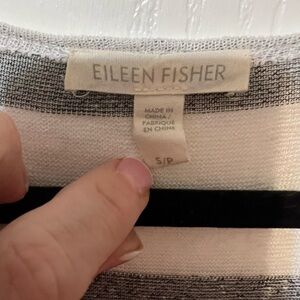 EILEEN FISHER
MADE IN
CHINA/
FABRIQUÉ
EN CHINE
S/P